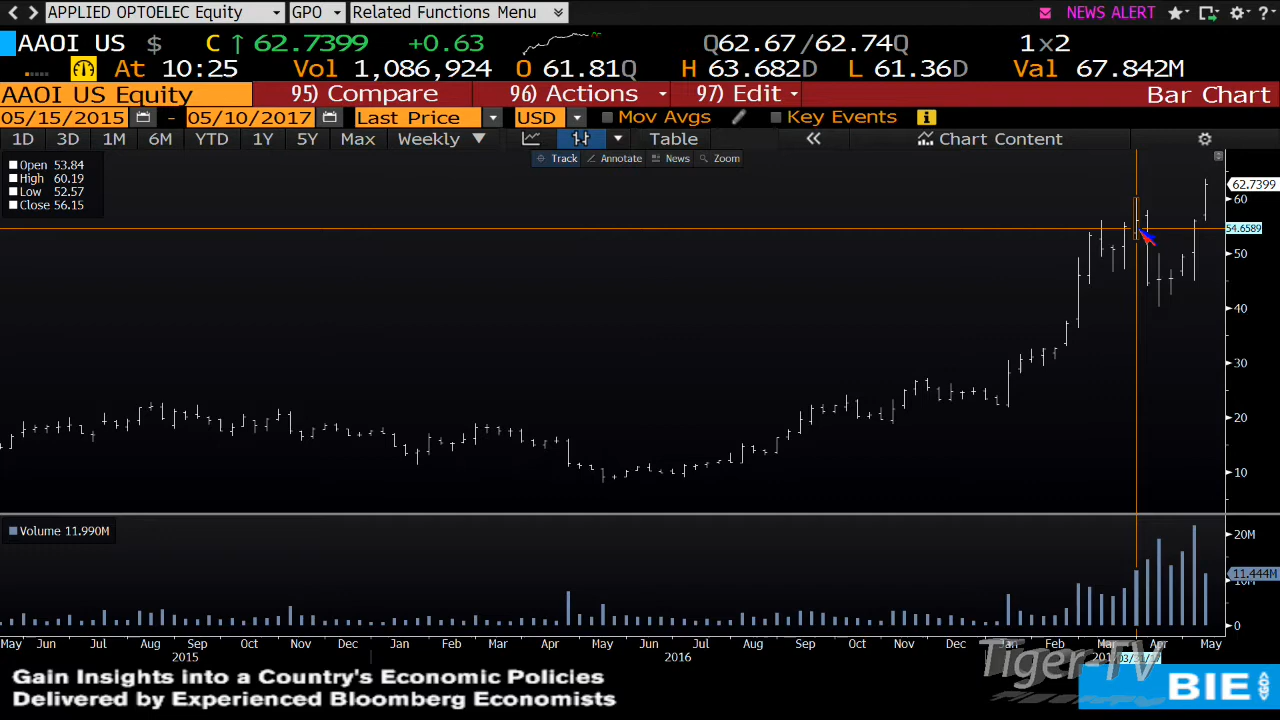 APPLIED OPTOELEC Equity GPO Related Functions Menu NEWS ALERT ?
AAOI US $ C ↑ 62.7399 +0.63 Q62.67/62.74Q 1x2
At 10:25 Vol 1,086,924 O 61.81Q H 63.682D L 61.36D Val 67.842M
AAOI US Equity 95) Compare 96) Actions 97) Edit Bar Chart
05/15/2015 - 05/10/2017 Last Price USD Mov Avgs Key Events
1D 3D 1M 6M YTD 1Y 5Y Max Weekly Table Chart Content
Track Annotate News Zoom
Open 53.84
High 60.19
Low 52.57
Close 56.15
62.7399
60
54.6589
50
40
30
20
10
Volume 11.990M
20M
11.444M
10M
0
May Jun Jul Aug Sep Oct Nov Dec Jan Feb Mar Apr May Jun Jul Aug Sep Oct Nov Dec Jan Feb Mar Apr May
2015 2016 03/31/17
Tiger-TV
Gain Insights into a Country's Economic Policies
Delivered by Experienced Bloomberg Economists
BIE